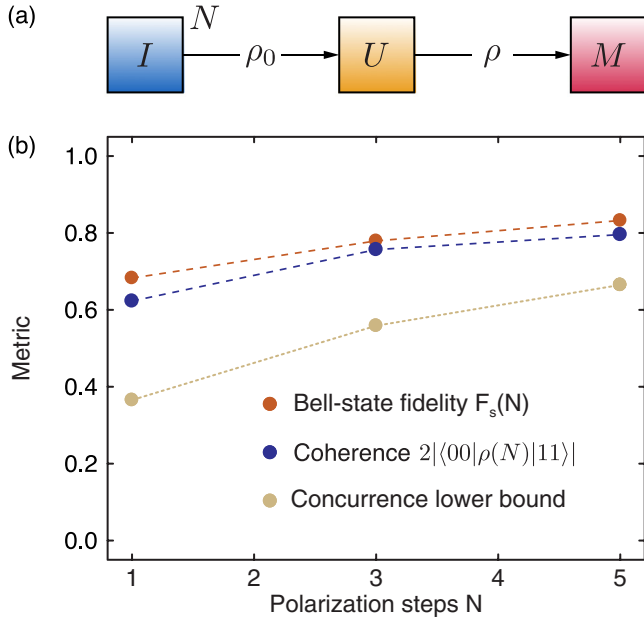 (a)
N
I ρ₀ U ρ M
(b)
1.0
0.8
0.6
0.4
0.2
0.0
Metric
Bell-state fidelity Fₛ(N)
Coherence 2|⟨00|ρ(N)|11⟩|
Concurrence lower bound
1 2 3 4 5
Polarization steps N